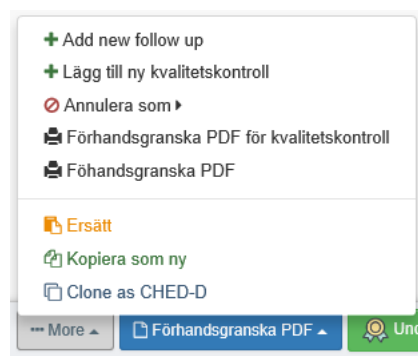 Add new follow up
Lägg till ny kvalitetskontroll
Annulera som
Förhandsgranska PDF för kvalitetskontroll
Föhandsgranska PDF
Ersätt
Kopiera som ny
Clone as CHED-D
More Förhandsgranska PDF